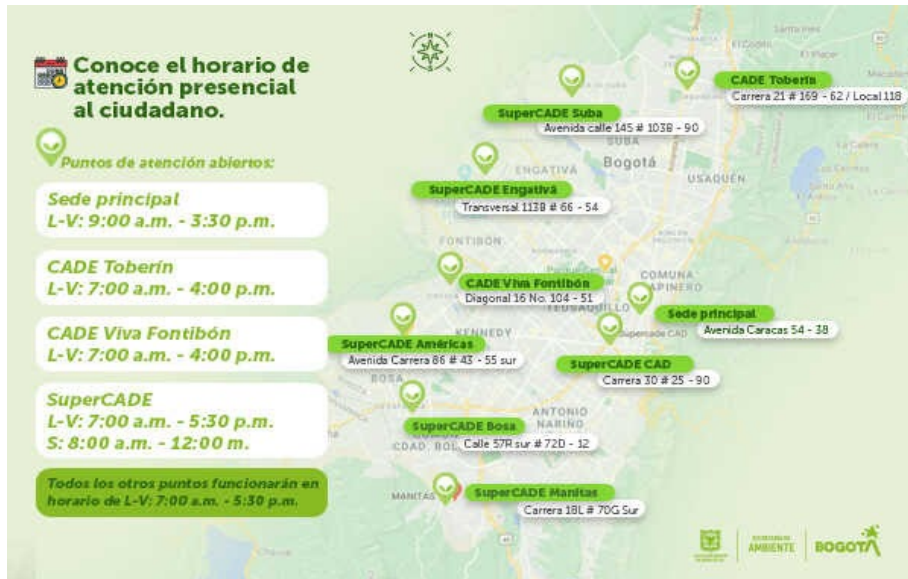 Conoce el horario de
atención presencial
al ciudadano.
Puntos de atención abiertos:
Sede principal
L-V: 9:00 a.m. - 3:30 p.m.
CADE Toberín
L-V: 7:00 a.m. - 4:00 p.m.
CADE Viva Fontibón
L-V: 7:00 a.m. - 4:00 p.m.
SuperCADE
L-V: 7:00 a.m. - 5:30 p.m.
S: 8:00 a.m. - 12:00 m.
Todos los otros puntos funcionarán en
horario de L-V: 7:00 a.m. - 5:30 p.m.
CADE Toberín
Carrera 21 # 169 - 62 / Local 118
SuperCADE Suba
Avenida calle 145 # 103B - 90
SUBA
Bogotá
ENGATIVÁ
USAQUÉN
SuperCADE Engativá
Transversal 113B # 66 - 54
FONTIBÓN
CADE Viva Fontibón
Diagonal 16 No. 104 - 51
COMUNA
TEUSAQUILLO
Sede principal
Avenida Caracas 54 - 38
KENNEDY
Supercade CAD
SuperCADE Américas
Avenida Carrera 86 # 43 - 55 sur
SuperCADE CAD
Carrera 30 # 25 - 90
BOSA
ANTONIO
NARIÑO
SuperCADE Bosa
Calle 57R sur # 72D - 12
MANITAS
SuperCADE Manitas
Carrera 18L # 70G Sur
AMBIENTE
BOGOTÁ